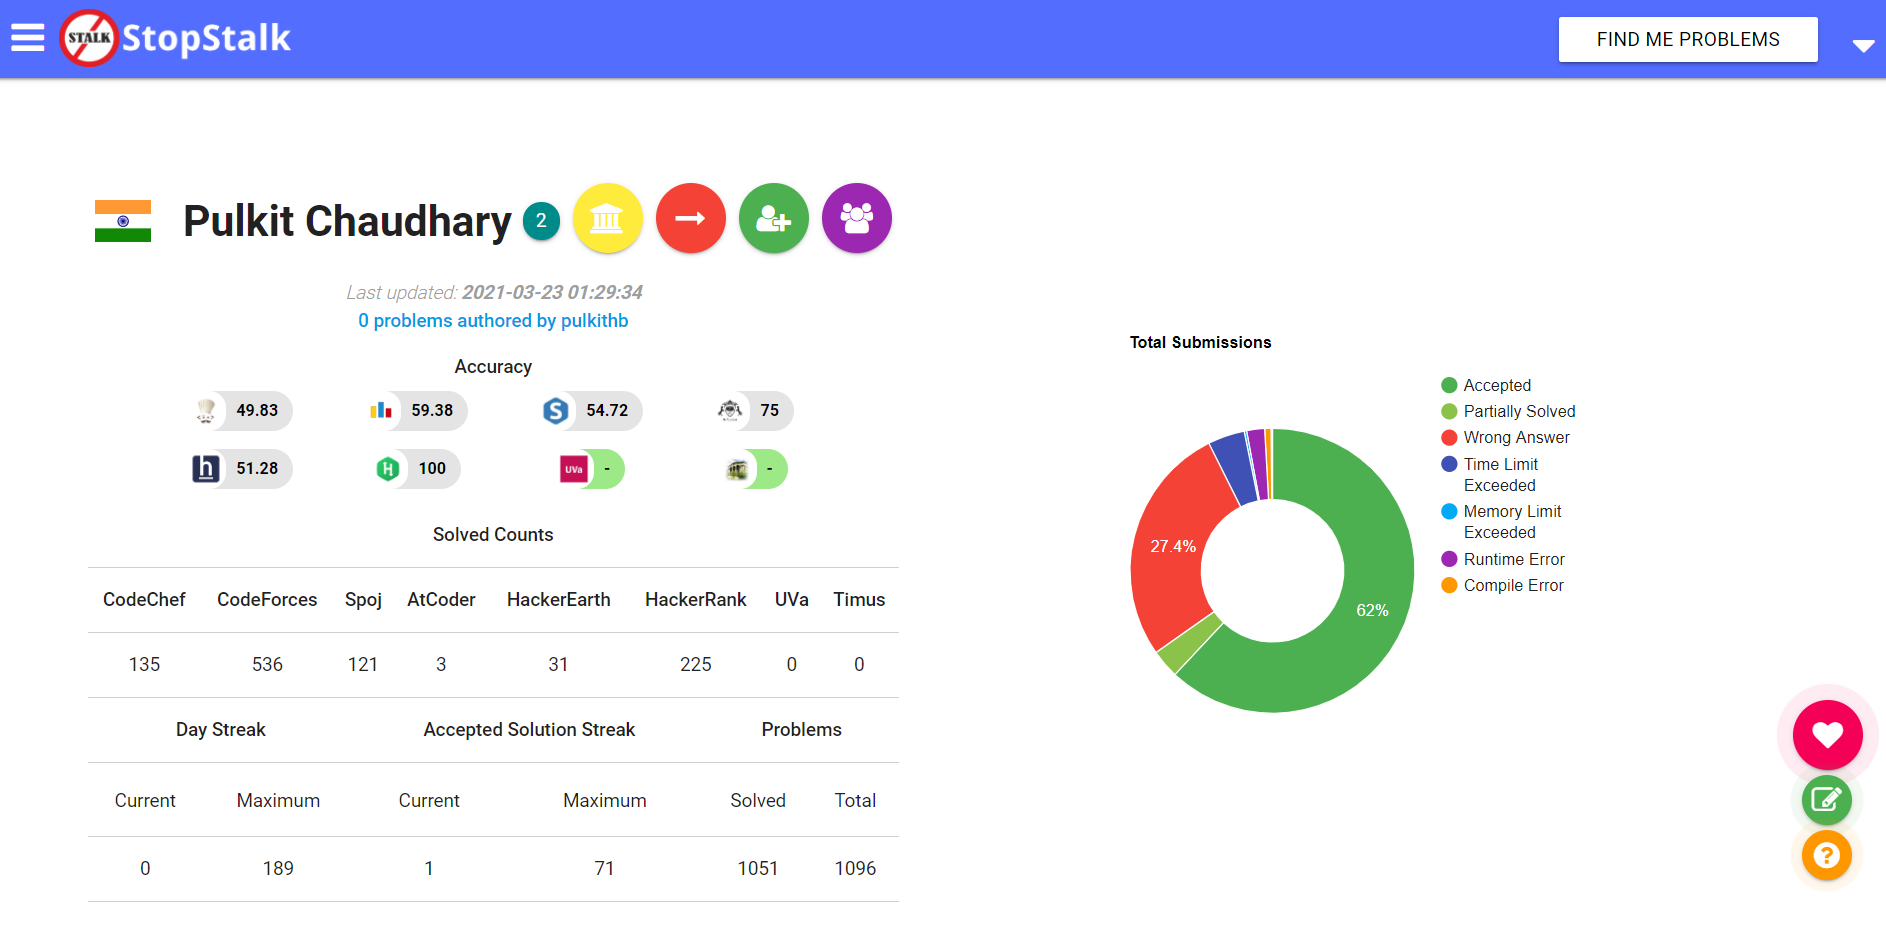 STALK StopStalk
FIND ME PROBLEMS
Pulkit Chaudhary 2
Last updated: 2021-03-23 01:29:34
0 problems authored by pulkithb
Accuracy
49.83 59.38 54.72 75
h 51.28 H 100 UVa - -
Solved Counts
CodeChef CodeForces Spoj AtCoder HackerEarth HackerRank UVa Timus
135 536 121 3 31 225 0 0
Day Streak Accepted Solution Streak Problems
Current Maximum Current Maximum Solved Total
0 189 1 71 1051 1096
Total Submissions
Accepted
Partially Solved
Wrong Answer
Time Limit
Exceeded
Memory Limit
Exceeded
Runtime Error
Compile Error
27.4%
62%